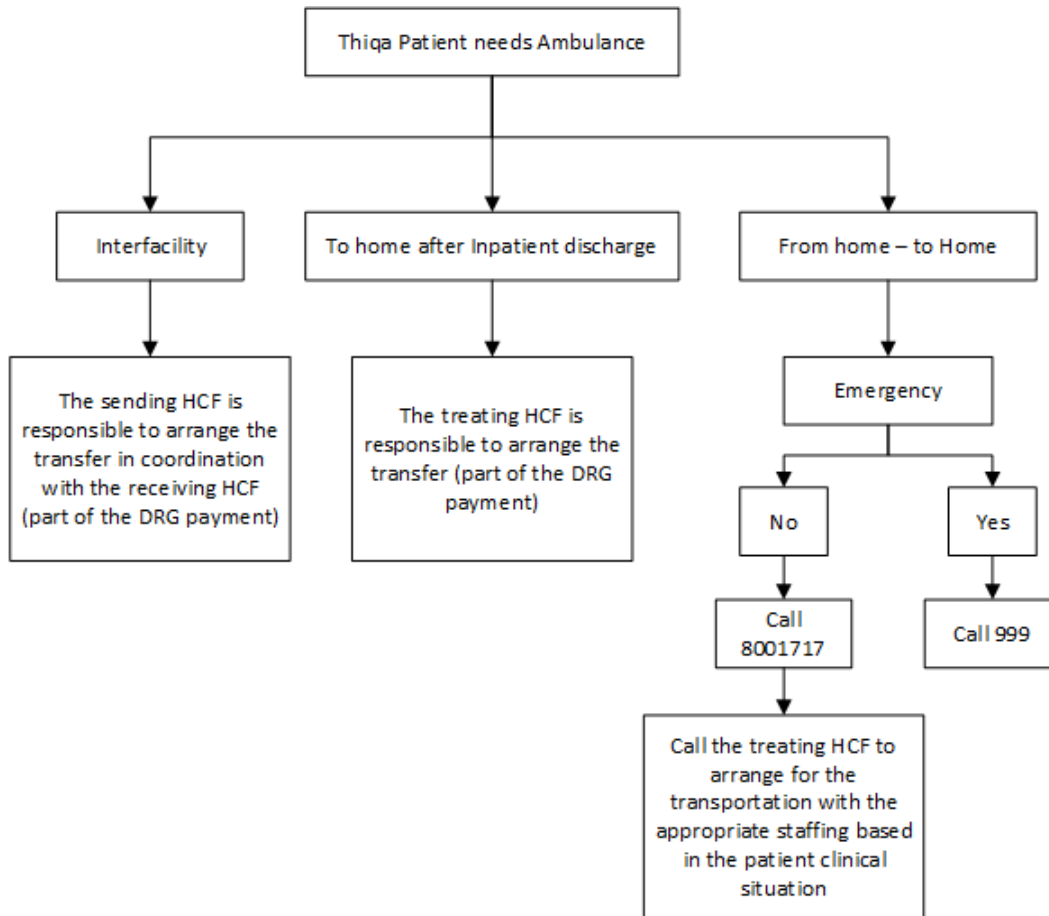 Thiqa Patient needs Ambulance
Interfacility
To home after Inpatient discharge
From home – to Home
The sending HCF is
responsible to arrange the
transfer in coordination
with the receiving HCF
(part of the DRG payment)
The treating HCF is
responsible to arrange the
transfer (part of the DRG
payment)
Emergency
No
Yes
Call
8001717
Call 999
Call the treating HCF to
arrange for the
transportation with the
appropriate staffing based
in the patient clinical
situation